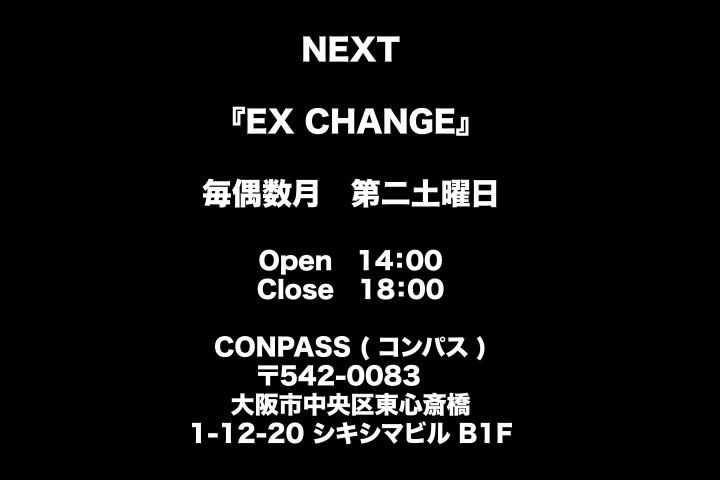 NEXT
『EX CHANGE』
毎偶数月　第二土曜日
Open 14:00
Close 18:00
CONPASS ( コンパス )
〒542-0083
大阪市中央区東心斎橋
1-12-20 シキシマビル B1F